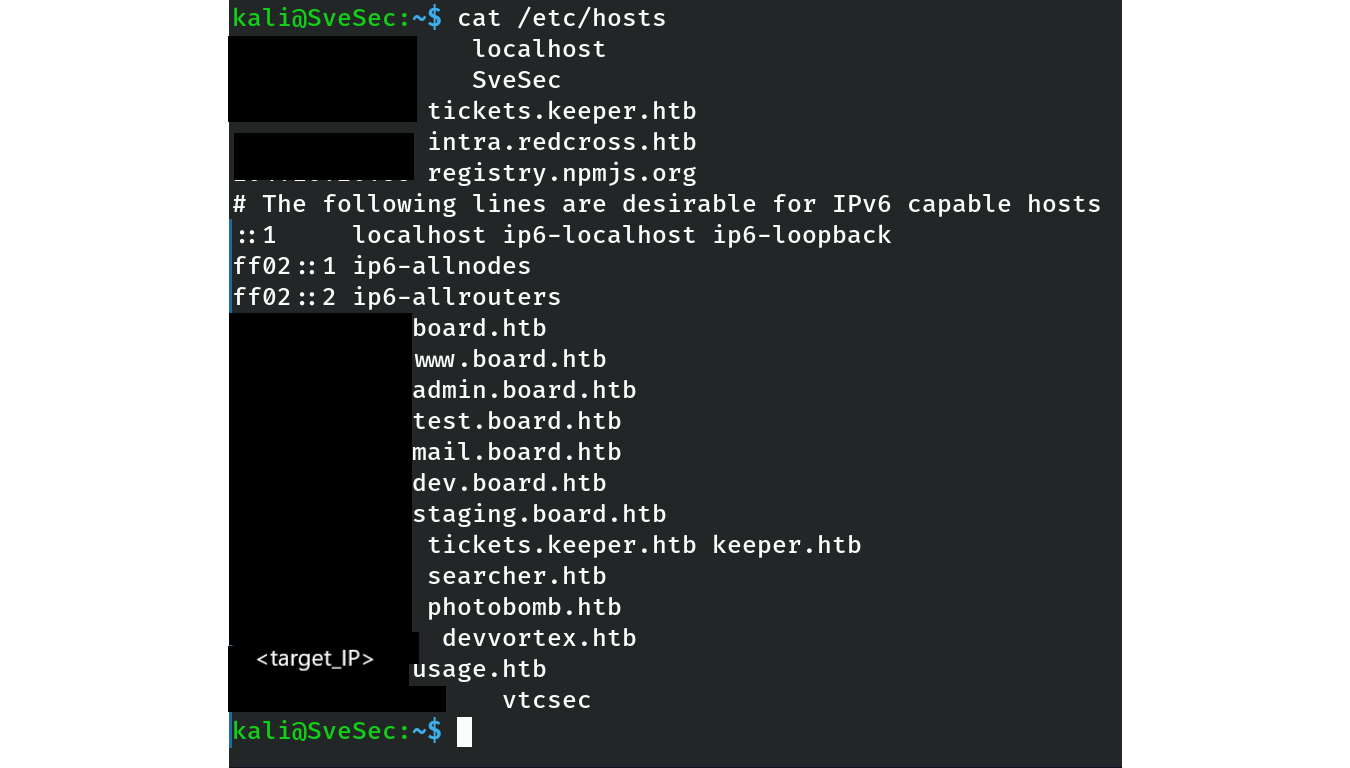 kali@SveSec:~$ cat /etc/hosts
localhost
SveSec
tickets.keeper.htb
intra.redcross.htb
registry.npmjs.org
# The following lines are desirable for IPv6 capable hosts
::1 localhost ip6-localhost ip6-loopback
ff02::1 ip6-allnodes
ff02::2 ip6-allrouters
board.htb
www.board.htb
admin.board.htb
test.board.htb
mail.board.htb
dev.board.htb
staging.board.htb
tickets.keeper.htb keeper.htb
searcher.htb
photobomb.htb
devvortex.htb
<target_IP> usage.htb
vtcsec
kali@SveSec:~$